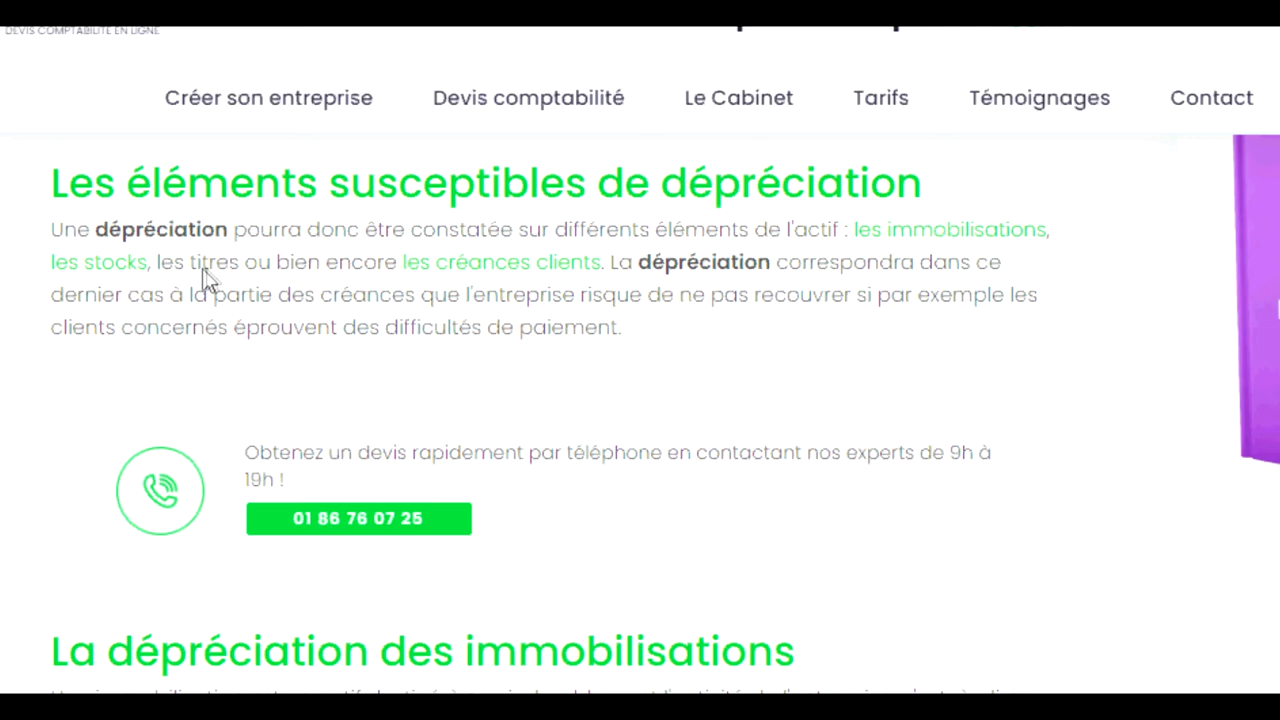 DEVIS COMPTABILITÉ EN LIGNE
Créer son entreprise Devis comptabilité Le Cabinet Tarifs Témoignages Contact
Les éléments susceptibles de dépréciation
Une dépréciation pourra donc être constatée sur différents éléments de l'actif : les immobilisations,
les stocks, les titres ou bien encore les créances clients. La dépréciation correspondra dans ce
dernier cas à la partie des créances que l'entreprise risque de ne pas recouvrer si par exemple les
clients concernés éprouvent des difficultés de paiement.
Obtenez un devis rapidement par téléphone en contactant nos experts de 9h à
19h !
01 86 76 07 25
La dépréciation des immobilisations